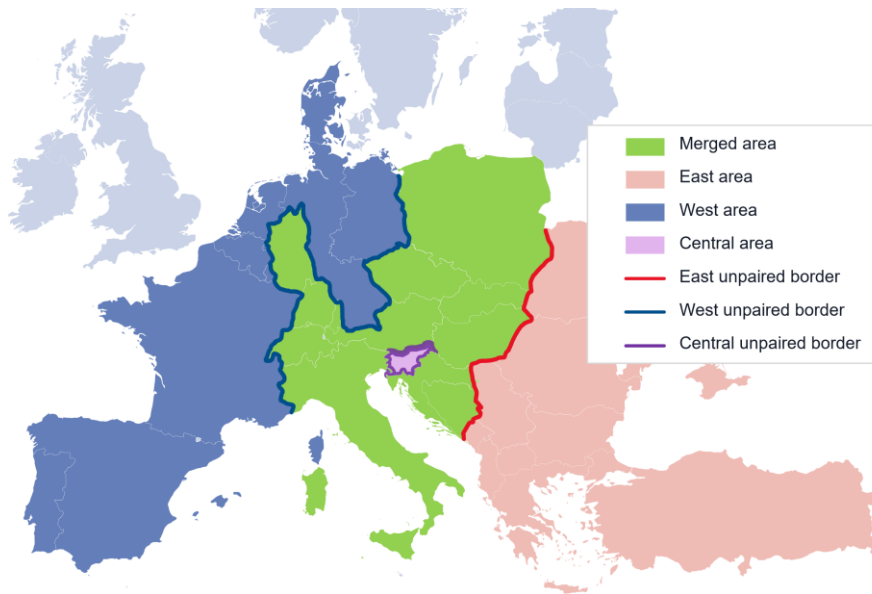 Merged area
East area
West area
Central area
East unpaired border
West unpaired border
Central unpaired border